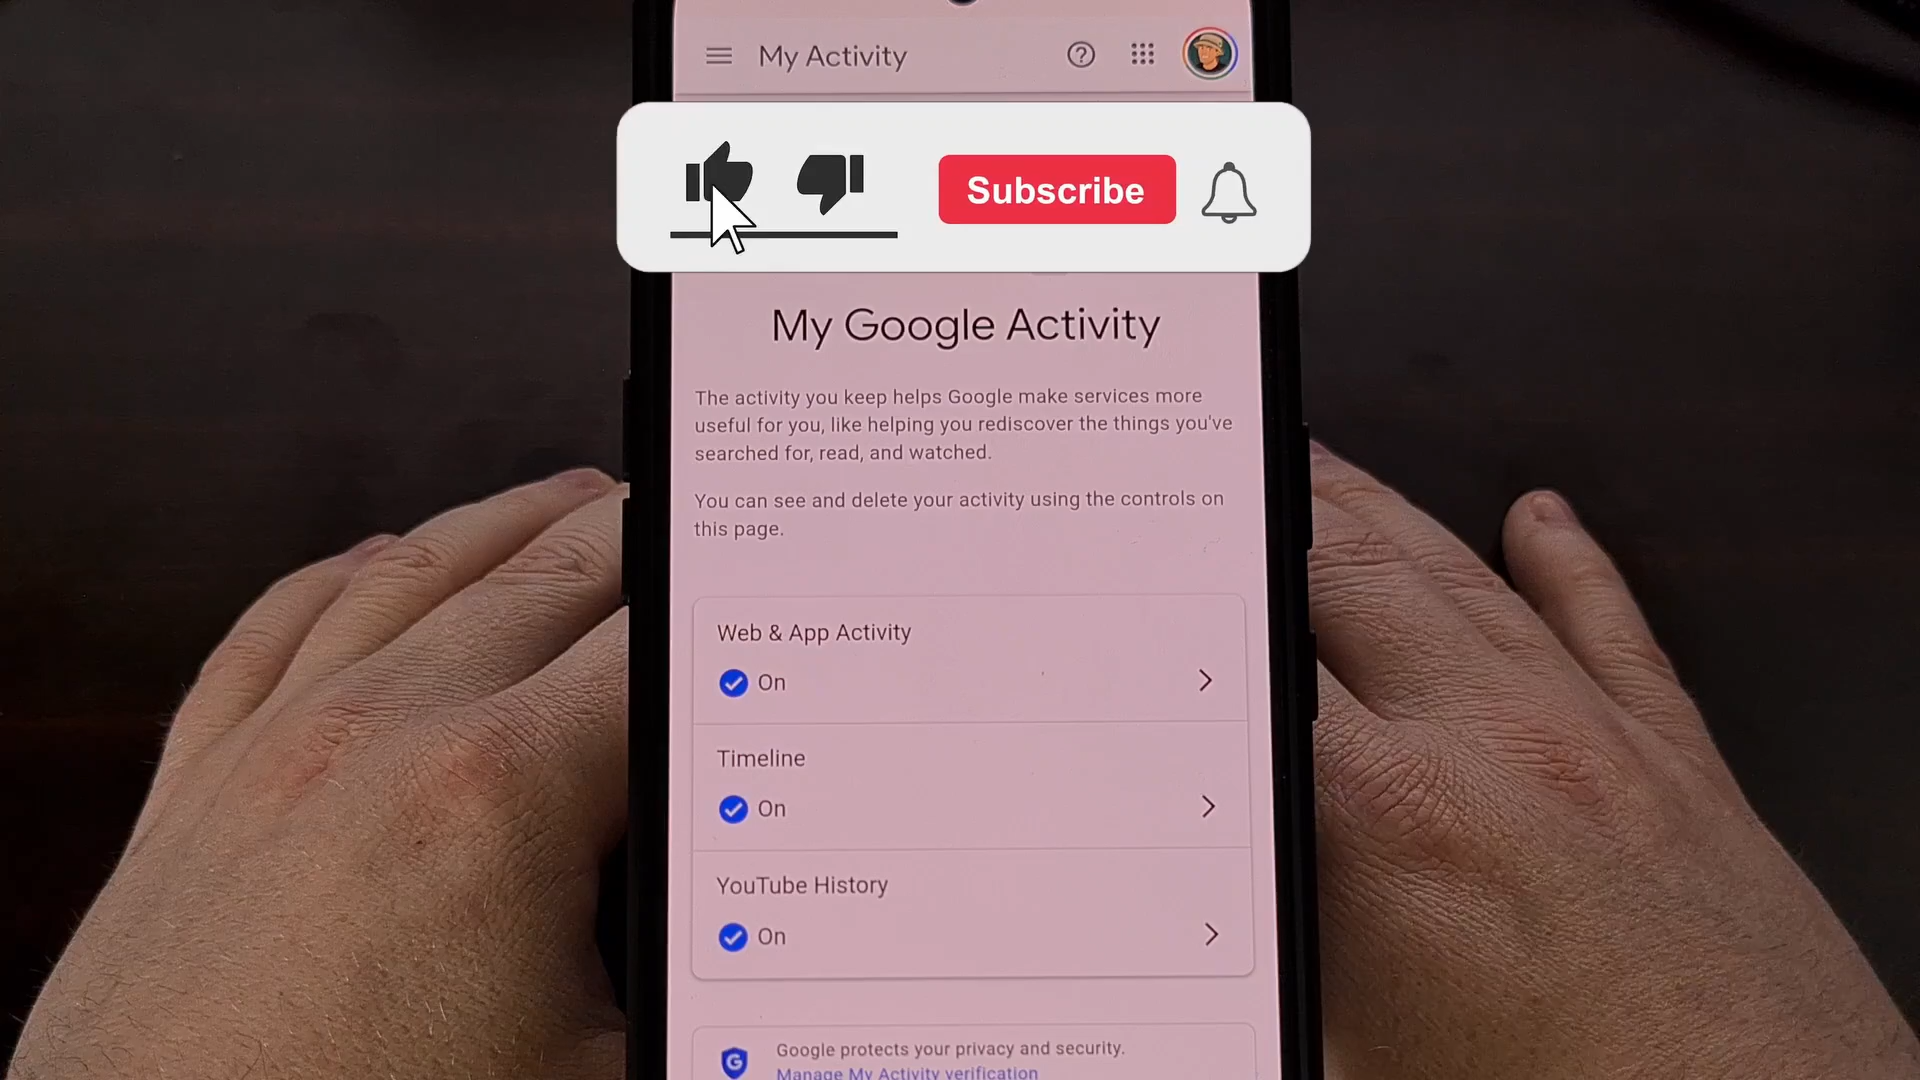 My Activity
Subscribe
My Google Activity
The activity you keep helps Google make services more
useful for you, like helping you rediscover the things you've
searched for, read, and watched.
You can see and delete your activity using the controls on
this page.
Web & App Activity
On
Timeline
On
YouTube History
On
Google protects your privacy and security.
Manage My Activity verification